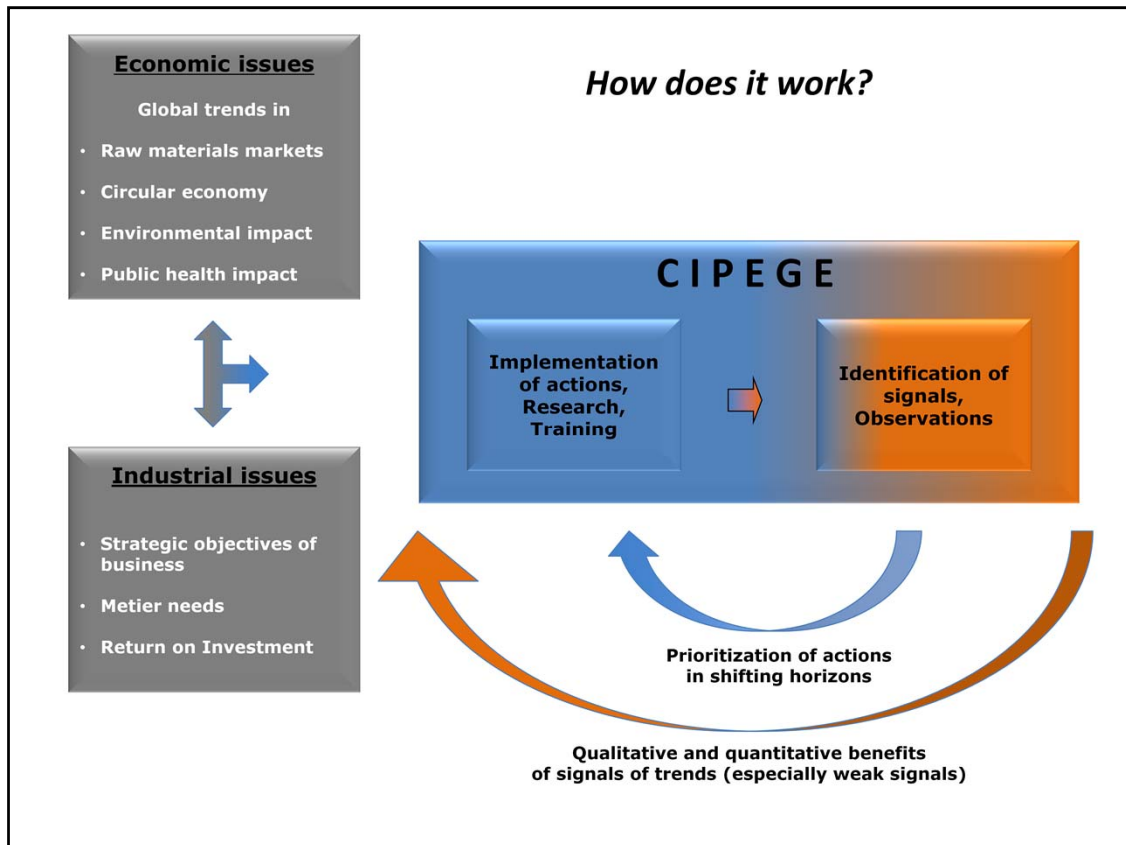 Economic issues
Global trends in
• Raw materials markets
• Circular economy
• Environmental impact
• Public health impact
How does it work?
CIPEGE
Implementation
of actions,
Research,
Training
Identification of
signals,
Observations
Industrial issues
• Strategic objectives of
business
• Metier needs
• Return on Investment
Prioritization of actions
in shifting horizons
Qualitative and quantitative benefits
of signals of trends (especially weak signals)